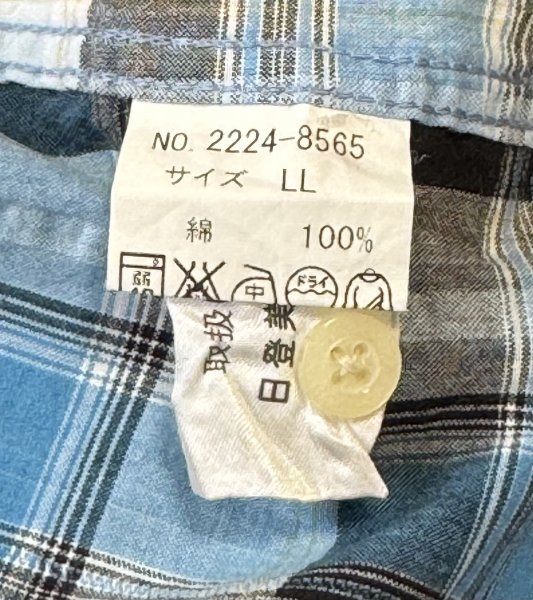 NO. 2224-8565
サイズ LL
綿 100%
弱
中
ドライ
取扱
日登美